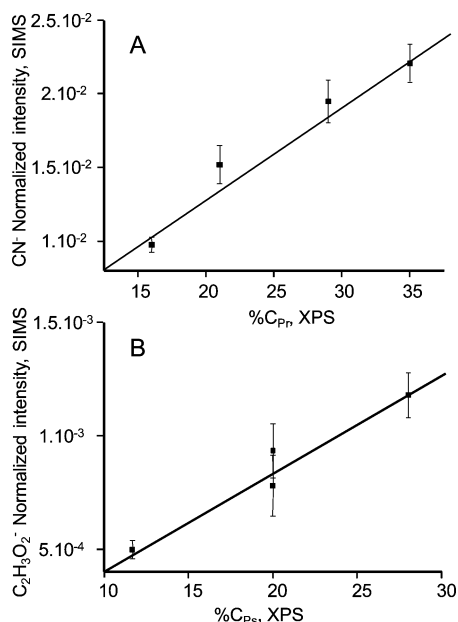 2.5.10⁻²
A
2.10⁻²
1.5.10⁻²
1.10⁻²
CN⁻ Normalized intensity, SIMS
15 20 25 30 35
%C_Pr, XPS
1.5.10⁻³
B
1.10⁻³
5.10⁻⁴
C₂H₃O₂⁻ Normalized intensity, SIMS
10 15 20 25 30
%C_Ps, XPS